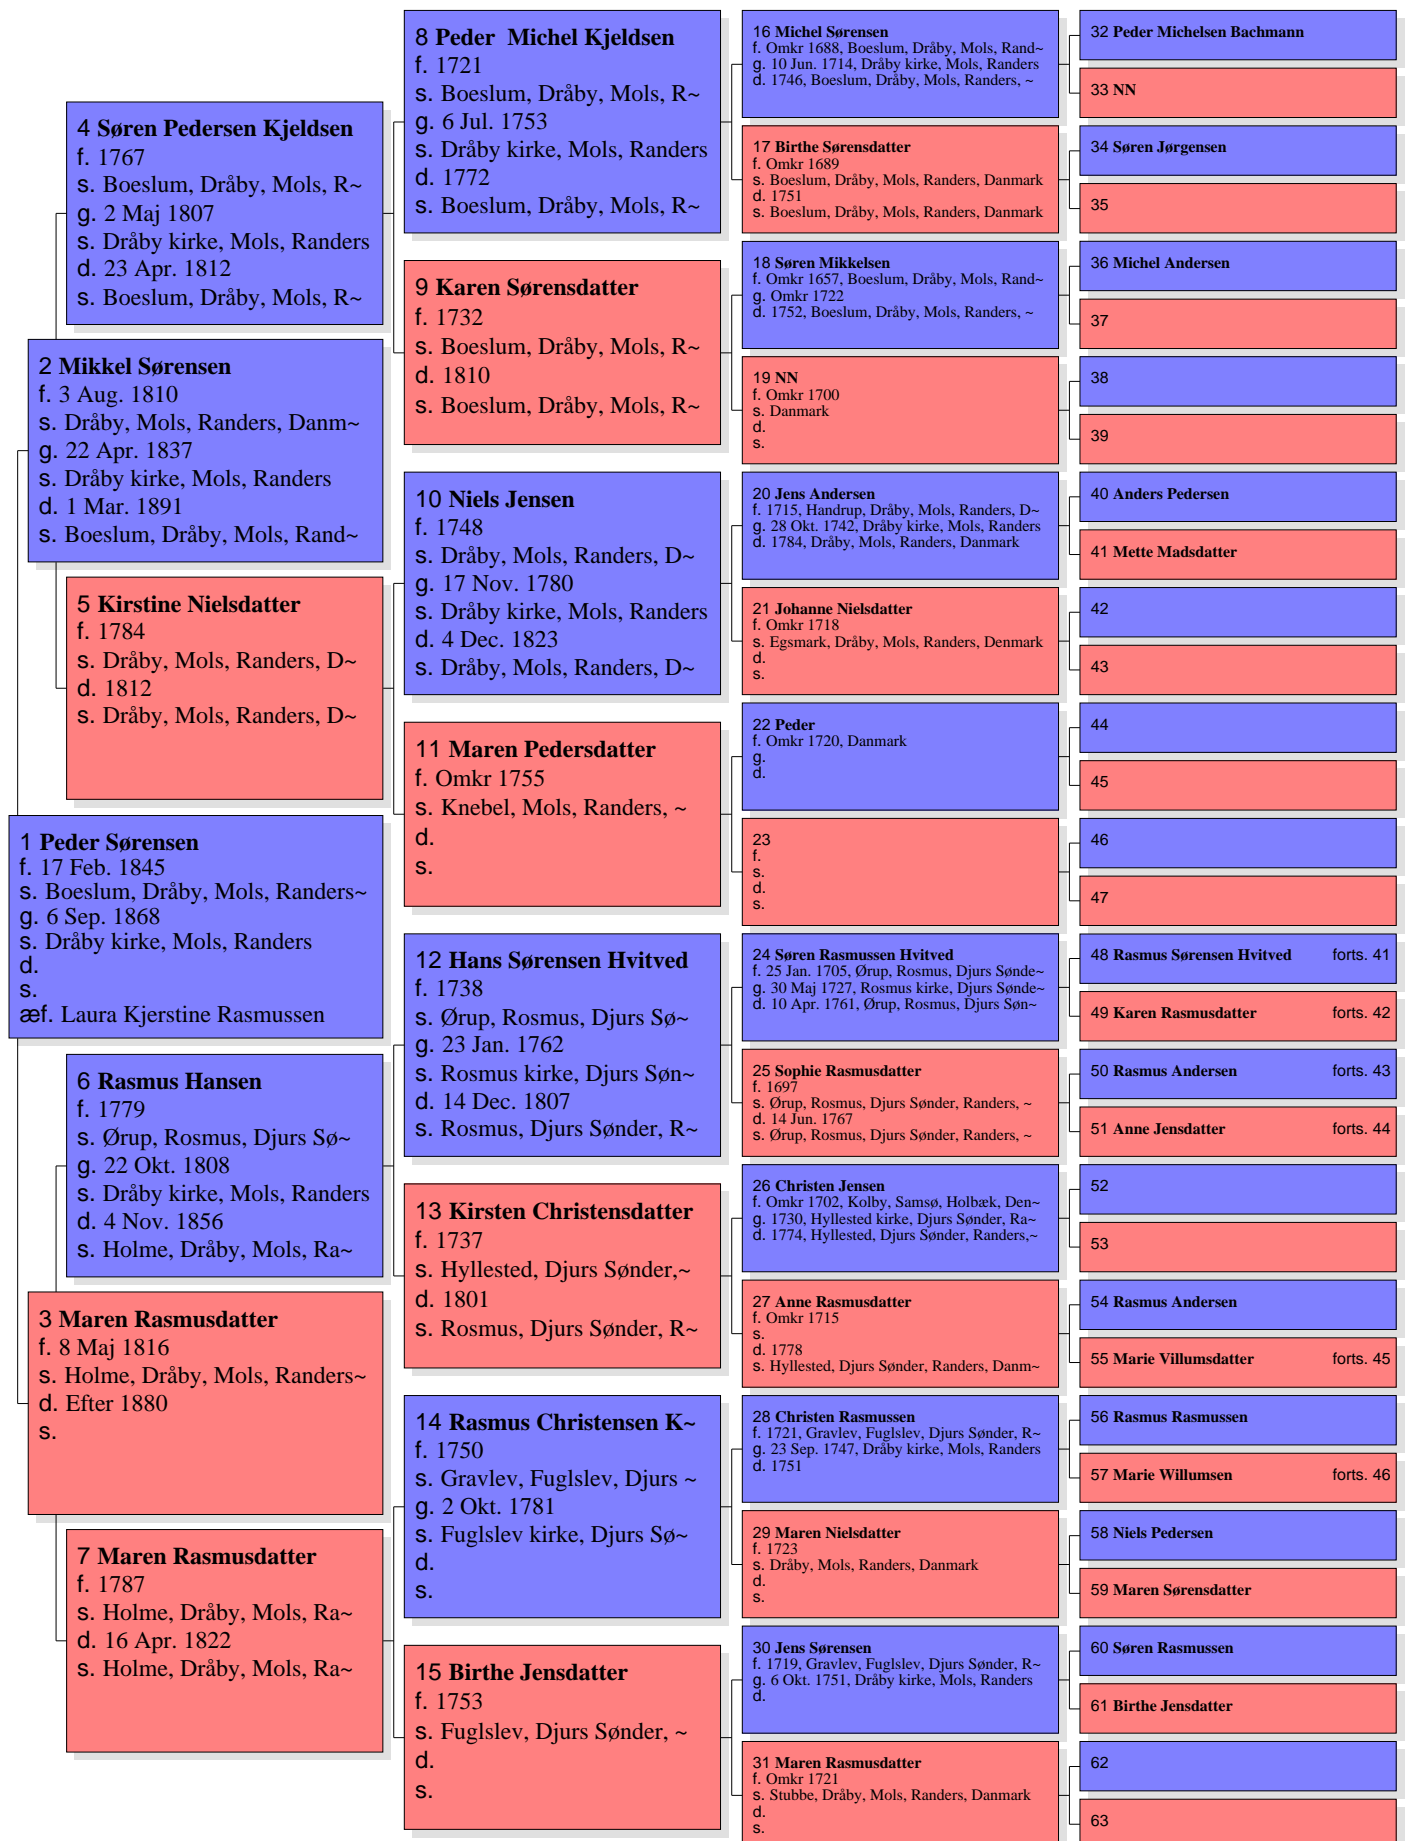 1 Peder Sørensen
f. 17 Feb. 1845
s. Boeslum, Dråby, Mols, Randers~
g. 6 Sep. 1868
s. Dråby kirke, Mols, Randers
d.
s.
æf. Laura Kjerstine Rasmussen
2 Mikkel Sørensen
f. 3 Aug. 1810
s. Dråby, Mols, Randers, Danm~
g. 22 Apr. 1837
s. Dråby kirke, Mols, Randers
d. 1 Mar. 1891
s. Boeslum, Dråby, Mols, Rand~
3 Maren Rasmusdatter
f. 8 Maj 1816
s. Holme, Dråby, Mols, Randers~
d. Efter 1880
s.
4 Søren Pedersen Kjeldsen
f. 1767
s. Boeslum, Dråby, Mols, R~
g. 2 Maj 1807
s. Dråby kirke, Mols, Randers
d. 23 Apr. 1812
s. Boeslum, Dråby, Mols, R~
5 Kirstine Nielsdatter
f. 1784
s. Dråby, Mols, Randers, D~
d. 1812
s. Dråby, Mols, Randers, D~
6 Rasmus Hansen
f. 1779
s. Ørup, Rosmus, Djurs Sø~
g. 22 Okt. 1808
s. Dråby kirke, Mols, Randers
d. 4 Nov. 1856
s. Holme, Dråby, Mols, Ra~
7 Maren Rasmusdatter
f. 1787
s. Holme, Dråby, Mols, Ra~
d. 16 Apr. 1822
s. Holme, Dråby, Mols, Ra~
8 Peder Michel Kjeldsen
f. 1721
s. Boeslum, Dråby, Mols, R~
g. 6 Jul. 1753
s. Dråby kirke, Mols, Randers
d. 1772
s. Boeslum, Dråby, Mols, R~
9 Karen Sørensdatter
f. 1732
s. Boeslum, Dråby, Mols, R~
d. 1810
s. Boeslum, Dråby, Mols, R~
10 Niels Jensen
f. 1748
s. Dråby, Mols, Randers, D~
g. 17 Nov. 1780
s. Dråby kirke, Mols, Randers
d. 4 Dec. 1823
s. Dråby, Mols, Randers, D~
11 Maren Pedersdatter
f. Omkr 1755
s. Knebel, Mols, Randers, ~
d.
s.
12 Hans Sørensen Hvitved
f. 1738
s. Ørup, Rosmus, Djurs Sø~
g. 23 Jan. 1762
s. Rosmus kirke, Djurs Søn~
d. 14 Dec. 1807
s. Rosmus, Djurs Sønder, R~
13 Kirsten Christensdatter
f. 1737
s. Hyllested, Djurs Sønder,~
d. 1801
s. Rosmus, Djurs Sønder, R~
14 Rasmus Christensen K~
f. 1750
s. Gravlev, Fuglslev, Djurs ~
g. 2 Okt. 1781
s. Fuglslev kirke, Djurs Sø~
d.
s.
15 Birthe Jensdatter
f. 1753
s. Fuglslev, Djurs Sønder, ~
d.
s.
16 Michel Sørensen
f. Omkr 1688, Boeslum, Dråby, Mols, Rand~
g. 10 Jun. 1714, Dråby kirke, Mols, Randers
d. 1746, Boeslum, Dråby, Mols, Randers, ~
17 Birthe Sørensdatter
f. Omkr 1689
s. Boeslum, Dråby, Mols, Randers, Danmark
d. 1751
s. Boeslum, Dråby, Mols, Randers, Danmark
18 Søren Mikkelsen
f. Omkr 1657, Boeslum, Dråby, Mols, Rand~
g. Omkr 1722
d. 1752, Boeslum, Dråby, Mols, Randers, ~
19 NN
f. Omkr 1700
s. Danmark
d.
s.
20 Jens Andersen
f. 1715, Handrup, Dråby, Mols, Randers, D~
g. 28 Okt. 1742, Dråby kirke, Mols, Randers
d. 1784, Dråby, Mols, Randers, Danmark
21 Johanne Nielsdatter
f. Omkr 1718
s. Egsmark, Dråby, Mols, Randers, Denmark
d.
s.
22 Peder
f. Omkr 1720, Danmark
g.
d.
23
f.
s.
d.
s.
24 Søren Rasmussen Hvitved
f. 25 Jan. 1705, Ørup, Rosmus, Djurs Sønde~
g. 30 Maj 1727, Rosmus kirke, Djurs Sønde~
d. 10 Apr. 1761, Ørup, Rosmus, Djurs Søn~
25 Sophie Rasmusdatter
f. 1697
s. Ørup, Rosmus, Djurs Sønder, Randers, ~
d. 14 Jun. 1767
s. Ørup, Rosmus, Djurs Sønder, Randers, ~
26 Christen Jensen
f. Omkr 1702, Kolby, Samsø, Holbæk, Den~
g. 1730, Hyllested kirke, Djurs Sønder, Ra~
d. 1774, Hyllested, Djurs Sønder, Randers,~
27 Anne Rasmusdatter
f. Omkr 1715
s.
d. 1778
s. Hyllested, Djurs Sønder, Randers, Danm~
28 Christen Rasmussen
f. 1721, Gravlev, Fuglslev, Djurs Sønder, R~
g. 23 Sep. 1747, Dråby kirke, Mols, Randers
d. 1751
29 Maren Nielsdatter
f. 1723
s. Dråby, Mols, Randers, Danmark
d.
s.
30 Jens Sørensen
f. 1719, Gravlev, Fuglslev, Djurs Sønder, R~
g. 6 Okt. 1751, Dråby kirke, Mols, Randers
d.
31 Maren Rasmusdatter
f. Omkr 1721
s. Stubbe, Dråby, Mols, Randers, Danmark
d.
s.
32 Peder Michelsen Bachmann
33 NN
34 Søren Jørgensen
35
36 Michel Andersen
37
38
39
40 Anders Pedersen
41 Mette Madsdatter
42
43
44
45
46
47
48 Rasmus Sørensen Hvitved forts. 41
49 Karen Rasmusdatter forts. 42
50 Rasmus Andersen forts. 43
51 Anne Jensdatter forts. 44
52
53
54 Rasmus Andersen
55 Marie Villumsdatter forts. 45
56 Rasmus Rasmussen
57 Marie Willumsen forts. 46
58 Niels Pedersen
59 Maren Sørensdatter
60 Søren Rasmussen
61 Birthe Jensdatter
62
63